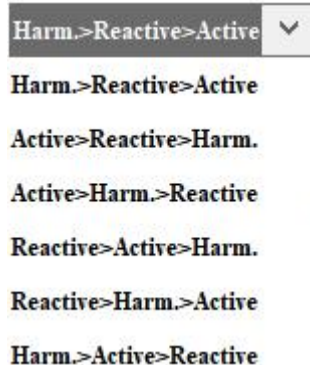 Harm.>Reactive>Active
Harm.>Reactive>Active
Active>Reactive>Harm.
Active>Harm.>Reactive
Reactive>Active>Harm.
Reactive>Harm.>Active
Harm.>Active>Reactive